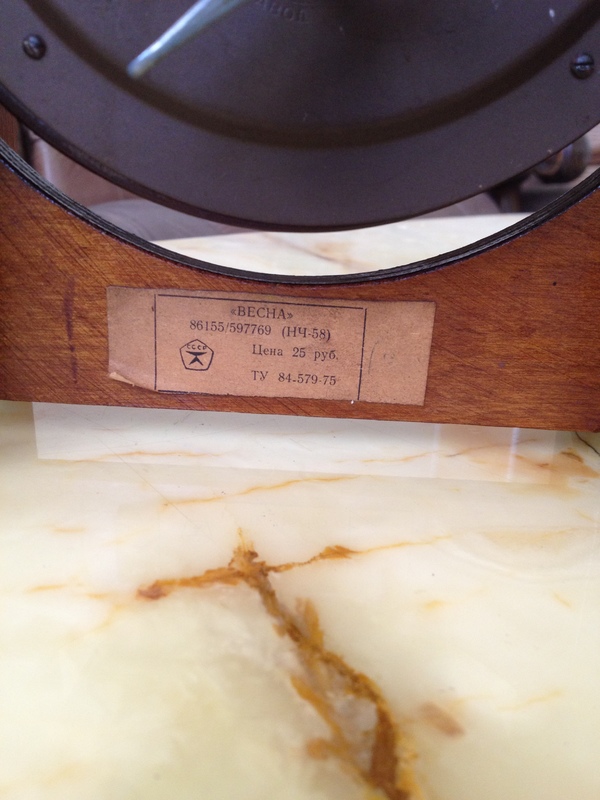 «ВЕСНА»
86155/597769 (НЧ-58)
СССР
Цена 25 руб.
ТУ 84.579-75